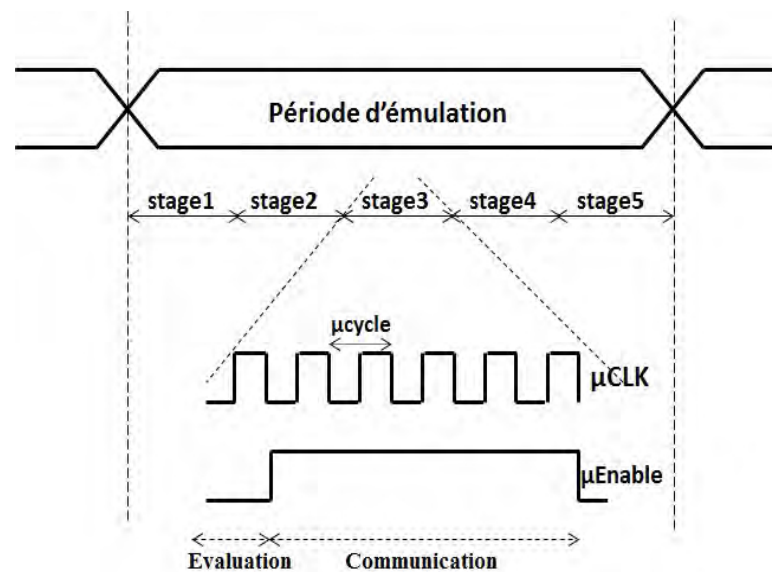 Période d'émulation
stage1 stage2 stage3 stage4 stage5
µcycle
µCLK
µEnable
Evaluation Communication